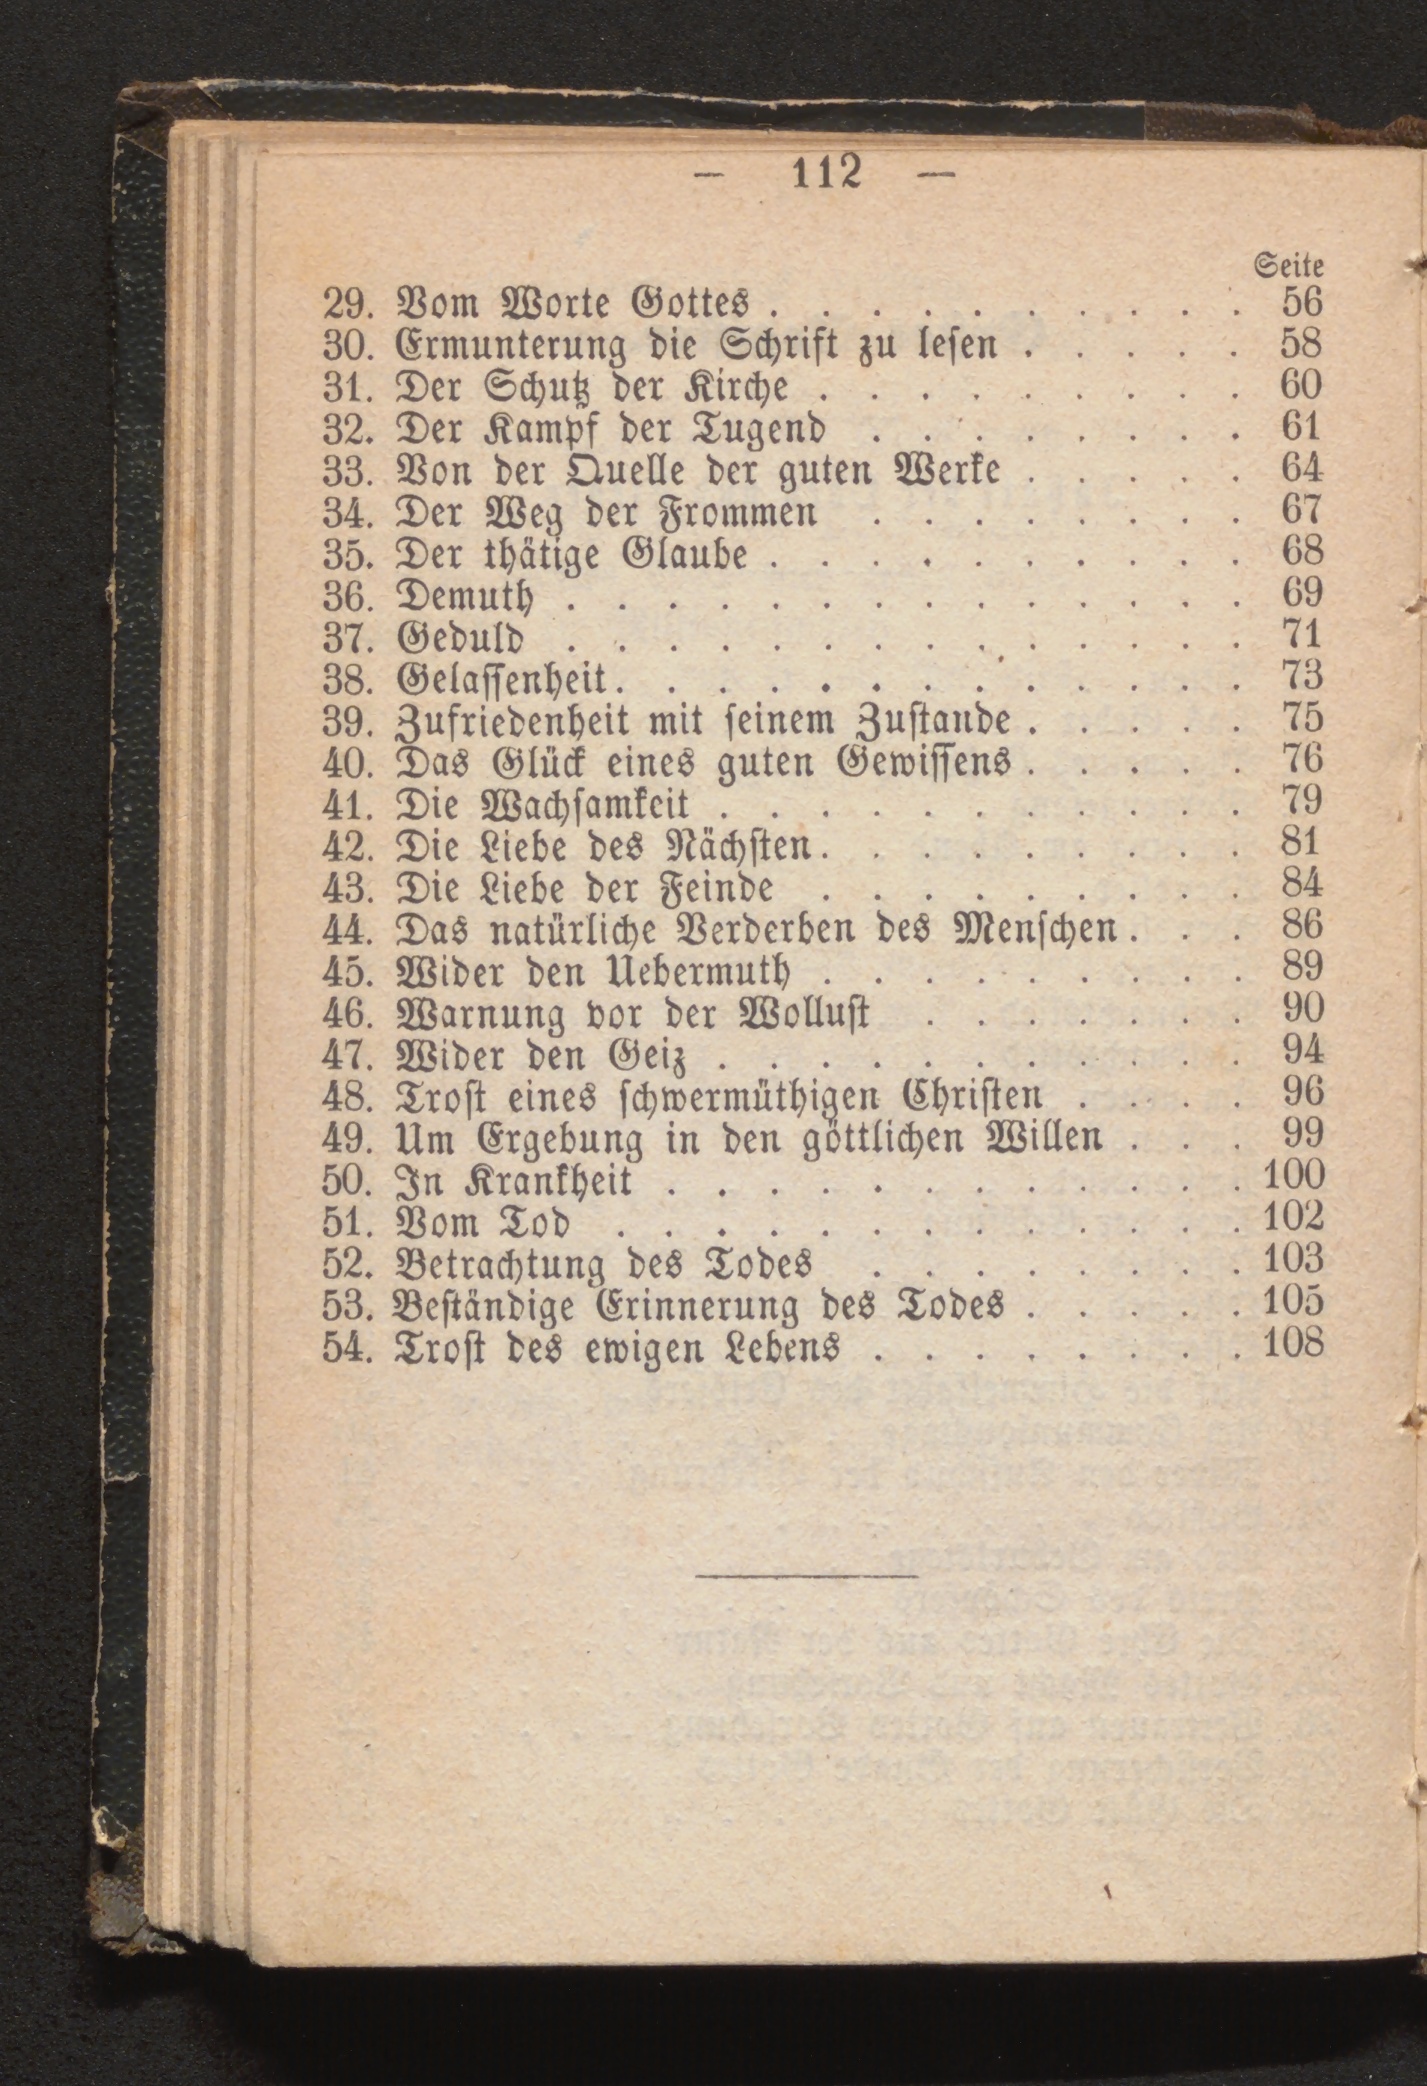 — 112 —
Seite
29. Vom Worte Gottes . . . . . . . . . . 56
30. Ermunterung die Schrift zu leſen . . . . . 58
31. Der Schutz der Kirche . . . . . . . . . 60
32. Der Kampf der Tugend . . . . . . . . 61
33. Von der Quelle der guten Werke . . . . . 64
34. Der Weg der Frommen . . . . . . . . 67
35. Der thätige Glaube . . . . . . . . . . 68
36. Demuth . . . . . . . . . . . . . . 69
37. Geduld . . . . . . . . . . . . . . 71
38. Gelaſſenheit . . . . . . . . . . . . . 73
39. Zufriedenheit mit ſeinem Zuſtande . . . . . 75
40. Das Glück eines guten Gewiſſens . . . . . 76
41. Die Wachſamkeit . . . . . . . . . . . 79
42. Die Liebe des Nächſten . . . . . . . . . 81
43. Die Liebe der Feinde . . . . . . . . . 84
44. Das natürliche Verderben des Menſchen . . . 86
45. Wider den Uebermuth . . . . . . . . . 89
46. Warnung vor der Wolluſt . . . . . . . 90
47. Wider den Geiz . . . . . . . . . . . 94
48. Troſt eines ſchwermüthigen Chriſten . . . . 96
49. Um Ergebung in den göttlichen Willen . . . 99
50. In Krankheit . . . . . . . . . . . . 100
51. Vom Tod . . . . . . . . . . . . . 102
52. Betrachtung des Todes . . . . . . . . 103
53. Beſtändige Erinnerung des Todes . . . . . 105
54. Troſt des ewigen Lebens . . . . . . . . 108